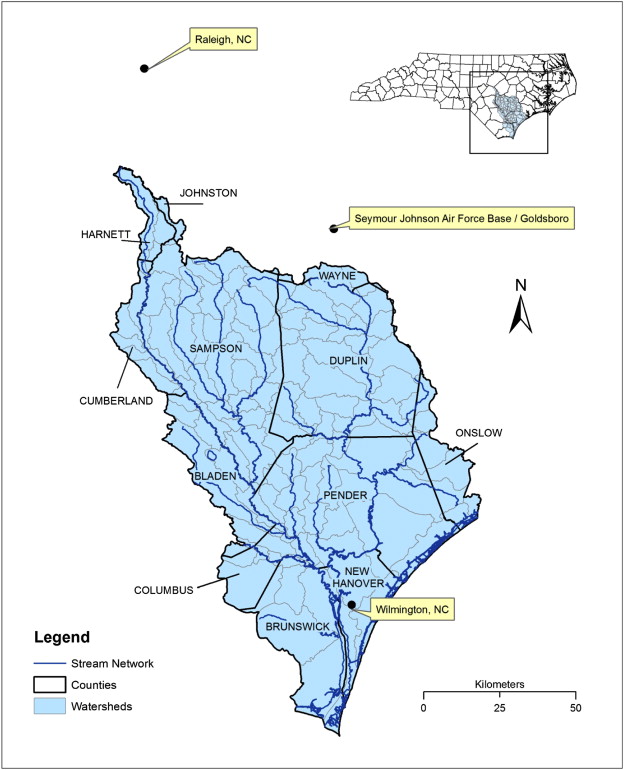 Raleigh, NC
JOHNSTON
Seymour Johnson Air Force Base / Goldsboro
HARNETT
WAYNE
N
SAMPSON
DUPLIN
CUMBERLAND
ONSLOW
BLADEN
PENDER
NEW
HANOVER
COLUMBUS
Wilmington, NC
BRUNSWICK
Legend
Stream Network
Counties
Watersheds
Kilometers
0 25 50